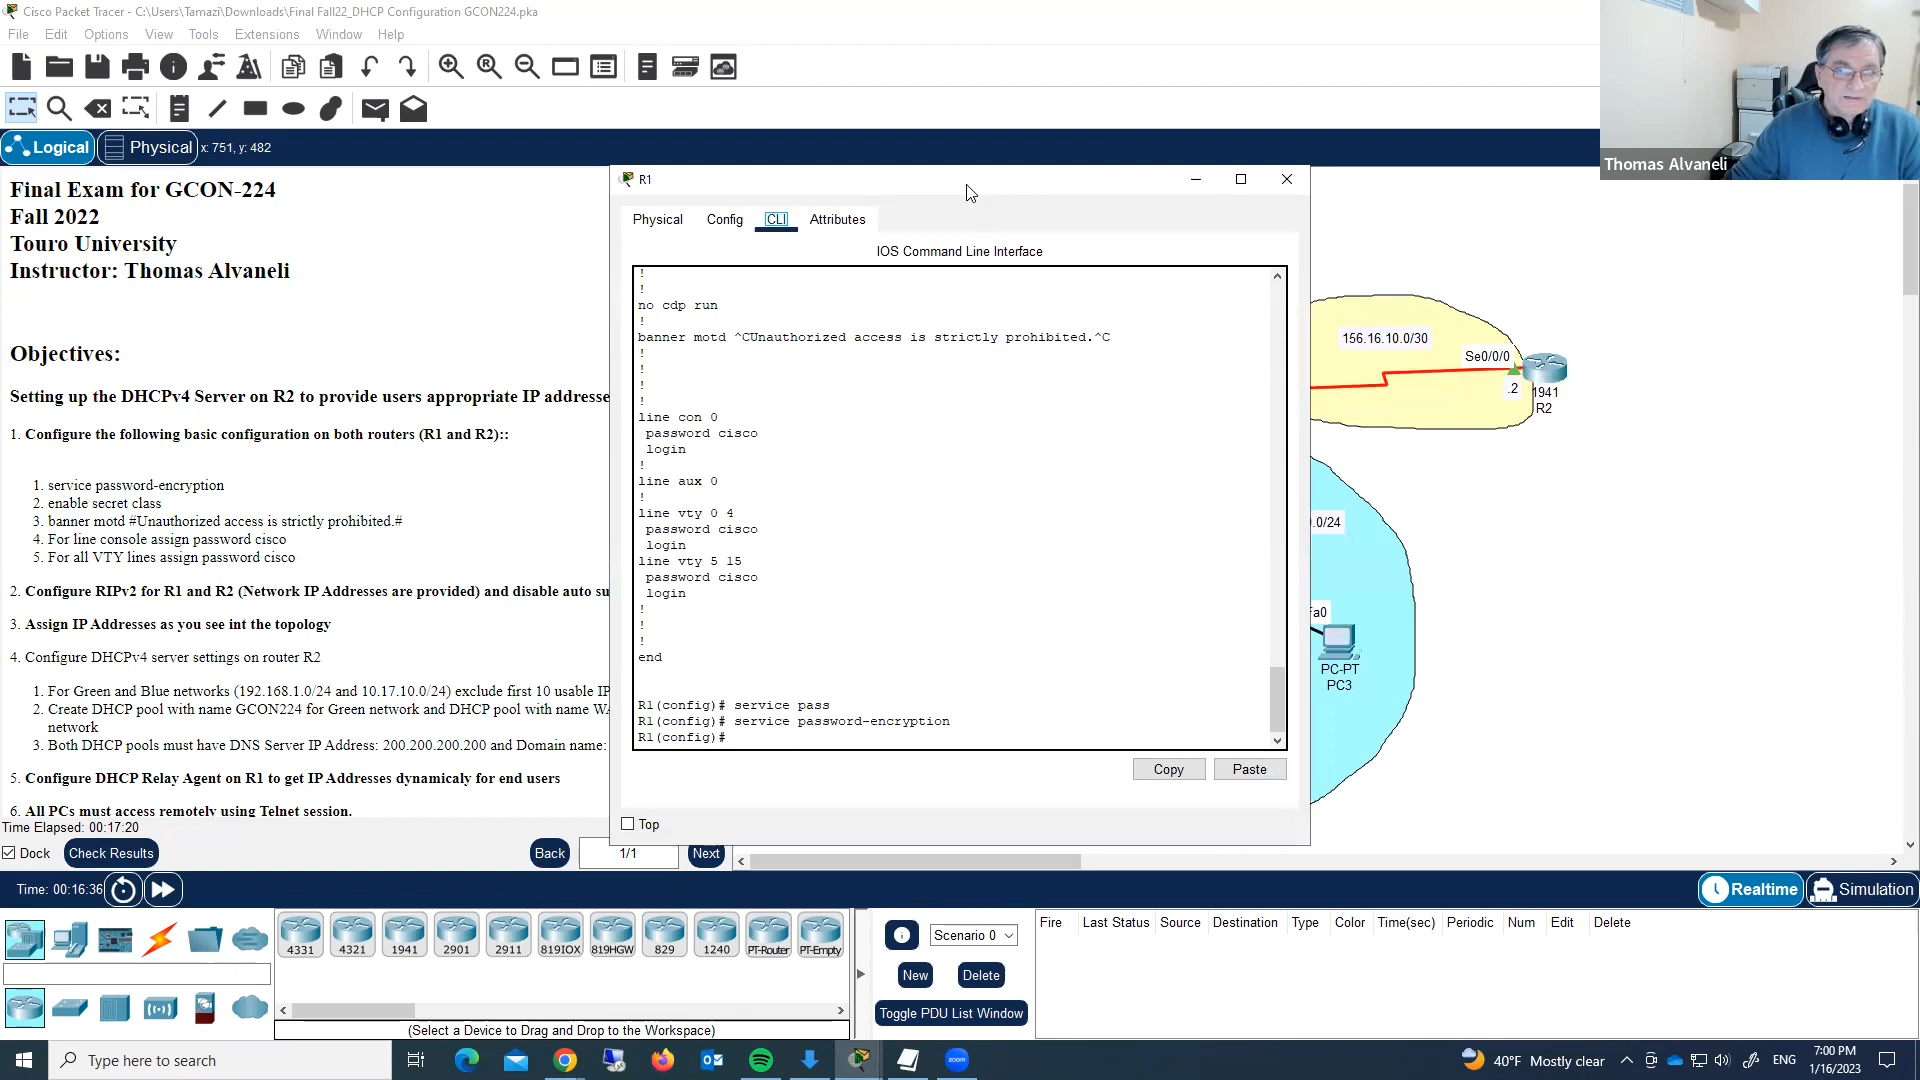 Cisco Packet Tracer - C:\Users\Tamazi\Downloads\Final Fall22_DHCP Configuration GCON224.pka
File Edit Options View Tools Extensions Window Help
Logical Physical x: 751, y: 482
Thomas Alvaneli
Final Exam for GCON-224
Fall 2022
Touro University
Instructor: Thomas Alvaneli
Objectives:
Setting up the DHCPv4 Server on R2 to provide users appropriate IP addresse
1. Configure the following basic configuration on both routers (R1 and R2)::
1. service password-encryption
2. enable secret class
3. banner motd #Unauthorized access is strictly prohibited.#
4. For line console assign password cisco
5. For all VTY lines assign password cisco
2. Configure RIPv2 for R1 and R2 (Network IP Addresses are provided) and disable auto su
3. Assign IP Addresses as you see int the topology
4. Configure DHCPv4 server settings on router R2
1. For Green and Blue networks (192.168.1.0/24 and 10.17.10.0/24) exclude first 10 usable IP
2. Create DHCP pool with name GCON224 for Green network and DHCP pool with name WA
network
3. Both DHCP pools must have DNS Server IP Address: 200.200.200.200 and Domain name:
5. Configure DHCP Relay Agent on R1 to get IP Addresses dynamicaly for end users
6. All PCs must access remotely using Telnet session.
Time Elapsed: 00:17:20
Dock Check Results Back 1/1 Next
R1
Physical Config CLI Attributes
IOS Command Line Interface
!
!
no cdp run
!
banner motd ^CUnauthorized access is strictly prohibited.^C
!
!
!
!
line con 0
password cisco
login
!
line aux 0
!
line vty 0 4
password cisco
login
line vty 5 15
password cisco
login
!
!
!
end
R1(config)# service pass
R1(config)# service password-encryption
R1(config)#
Copy Paste
Top
156.16.10.0/30
Se0/0/0
.2
1941
R2
.0/24
Fa0
PC-PT
PC3
Time: 00:16:36
Realtime Simulation
4331 4321 1941 2901 2911 819IOX 819HGW 829 1240 PT-Router PT-Empty
(Select a Device to Drag and Drop to the Workspace)
Scenario 0
New Delete
Toggle PDU List Window
Fire Last Status Source Destination Type Color Time(sec) Periodic Num Edit Delete
Type here to search
zoom
40°F Mostly clear
ENG
7:00 PM
1/16/2023